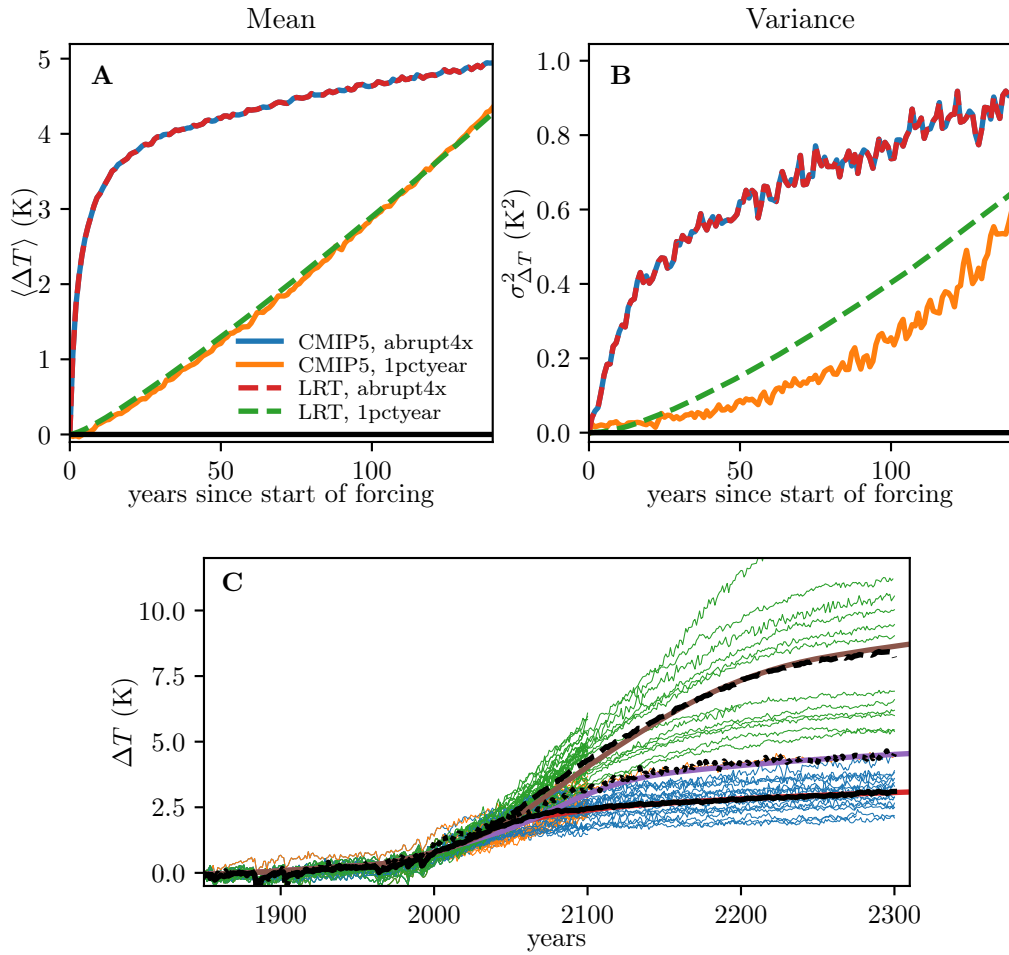 Mean
Variance
A
⟨ΔT⟩ (K)
5
4
3
2
1
0
0
50
100
years since start of forcing
CMIP5, abrupt4x
CMIP5, 1pctyear
LRT, abrupt4x
LRT, 1pctyear
B
σ²ΔT (K²)
1.0
0.8
0.6
0.4
0.2
0.0
0
50
100
years since start of forcing
C
ΔT (K)
10.0
7.5
5.0
2.5
0.0
1900
2000
2100
2200
2300
years